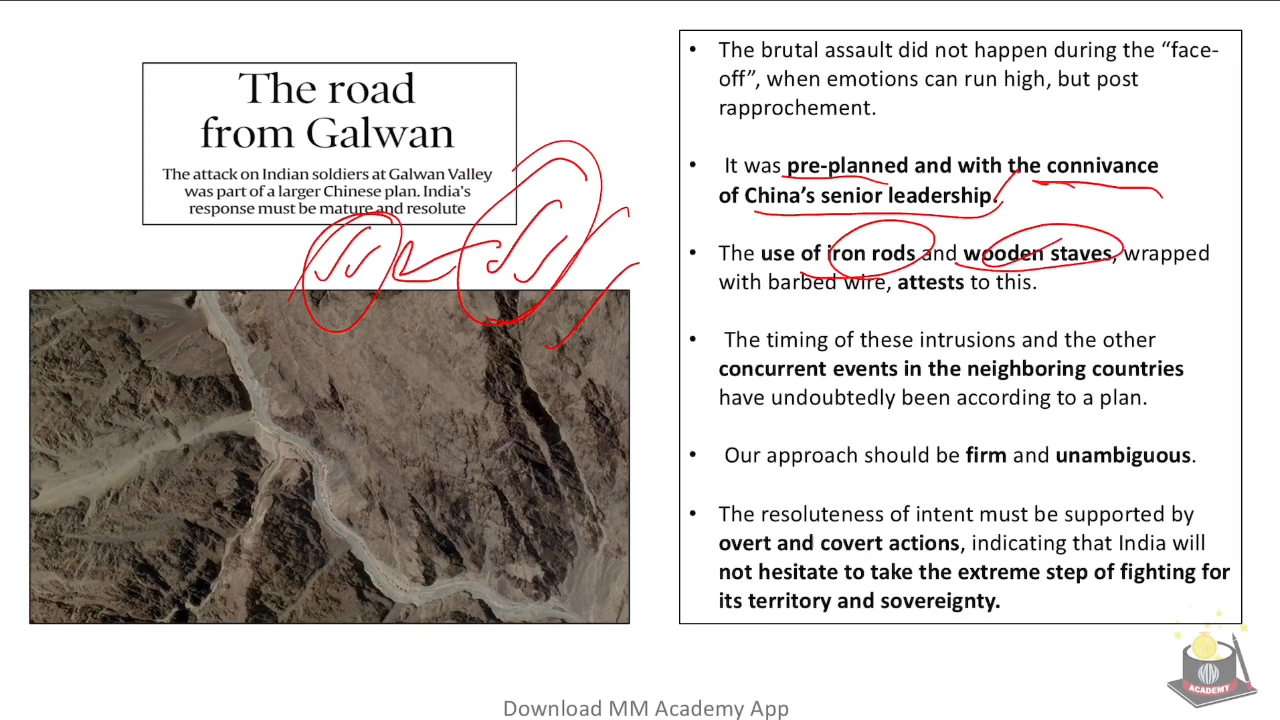 The road
from Galwan
The attack on Indian soldiers at Galwan Valley
was part of a larger Chinese plan. India's
response must be mature and resolute
• The brutal assault did not happen during the “face-
off”, when emotions can run high, but post
rapprochement.
• It was pre-planned and with the connivance
of China’s senior leadership.
• The use of iron rods and wooden staves, wrapped
with barbed wire, attests to this.
• The timing of these intrusions and the other
concurrent events in the neighboring countries
have undoubtedly been according to a plan.
• Our approach should be firm and unambiguous.
• The resoluteness of intent must be supported by
overt and covert actions, indicating that India will
not hesitate to take the extreme step of fighting for
its territory and sovereignty.
ACADEMY
Download MM Academy App